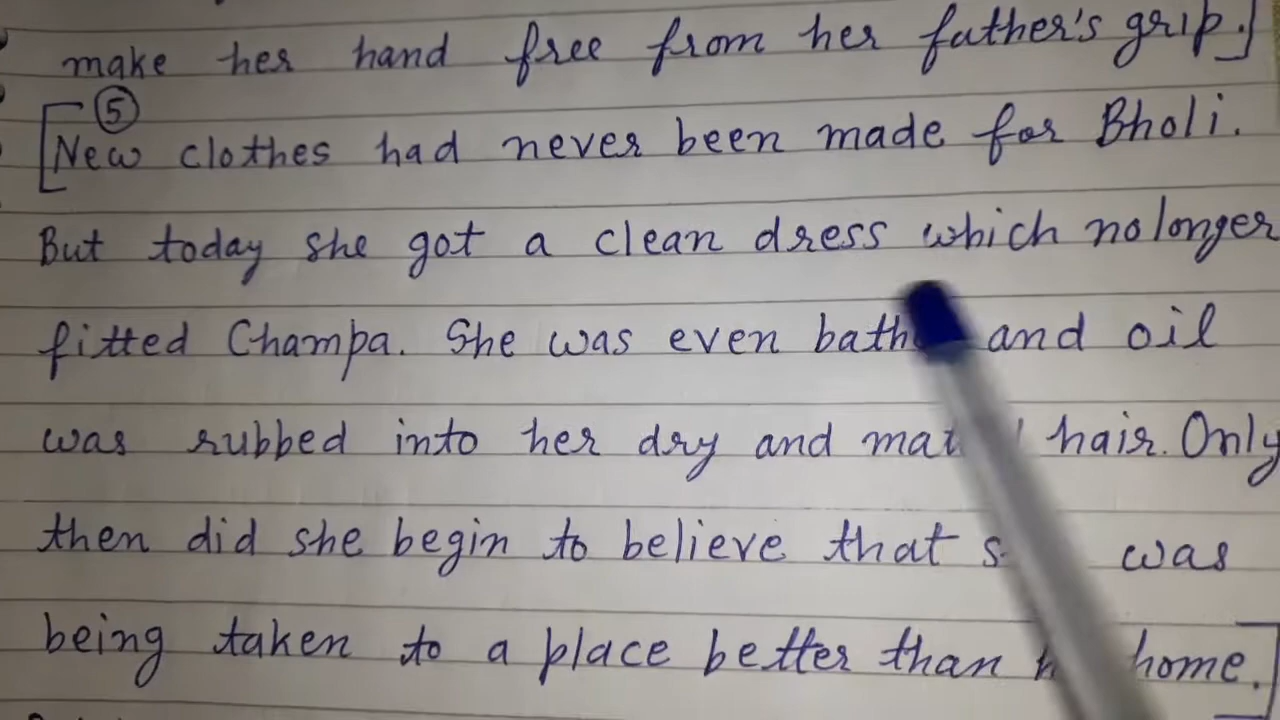 make her hand free from her father's grip.]
⑤
[New clothes had never been made for Bholi.
But today she got a clean dress which no longer
fitted Champa. She was even and oil
was rubbed into her dry and hair. Only
then did she begin to believe that was
being taken to a place better than home.]